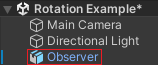 Rotation Example*
Main Camera
Directional Light
Observer